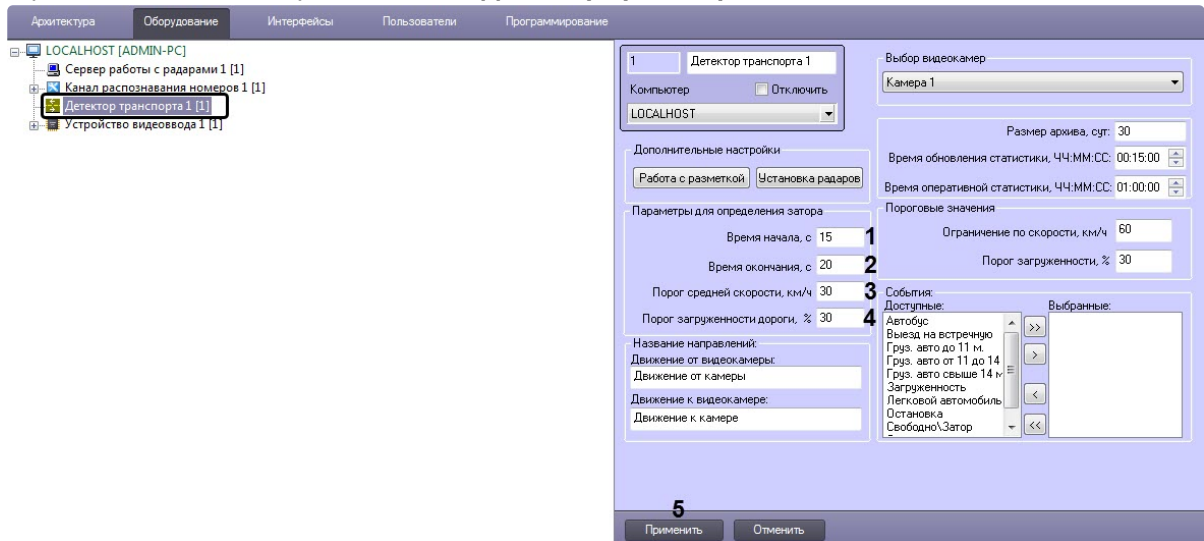 Архитектура Оборудование Интерфейсы Пользователи Программирование
LOCALHOST [ADMIN-PC]
Сервер работы с радарами 1 [1]
Канал распознавания номеров 1 [1]
Детектор транспорта 1 [1]
Устройство видеоввода 1 [1]
1 Детектор транспорта 1
Компьютер Отключить
LOCALHOST
Дополнительные настройки
Работа с разметкой Установка радаров
Параметры для определения затора
Время начала, с 15 1
Время окончания, с 20 2
Порог средней скорости, км/ч 30 3
Порог загруженности дороги, % 30 4
Название направлений:
Движение от видеокамеры:
Движение от камеры
Движение к видеокамере:
Движение к камере
Выбор видеокамер
Камера 1
Размер архива, сут: 30
Время обновления статистики, ЧЧ:ММ:СС: 00:15:00
Время оперативной статистики, ЧЧ:ММ:СС: 01:00:00
Пороговые значения
Ограничение по скорости, км/ч 60
Порог загруженности, % 30
События:
Доступные: Выбранные:
Автобус
Выезд на встречную
Груз. авто до 11 м.
Груз. авто от 11 до 14
Груз. авто свыше 14 м
Загруженность
Легковой автомобиль
Остановка
Свободно\Затор
>>
>
<
<<
5
Применить Отменить